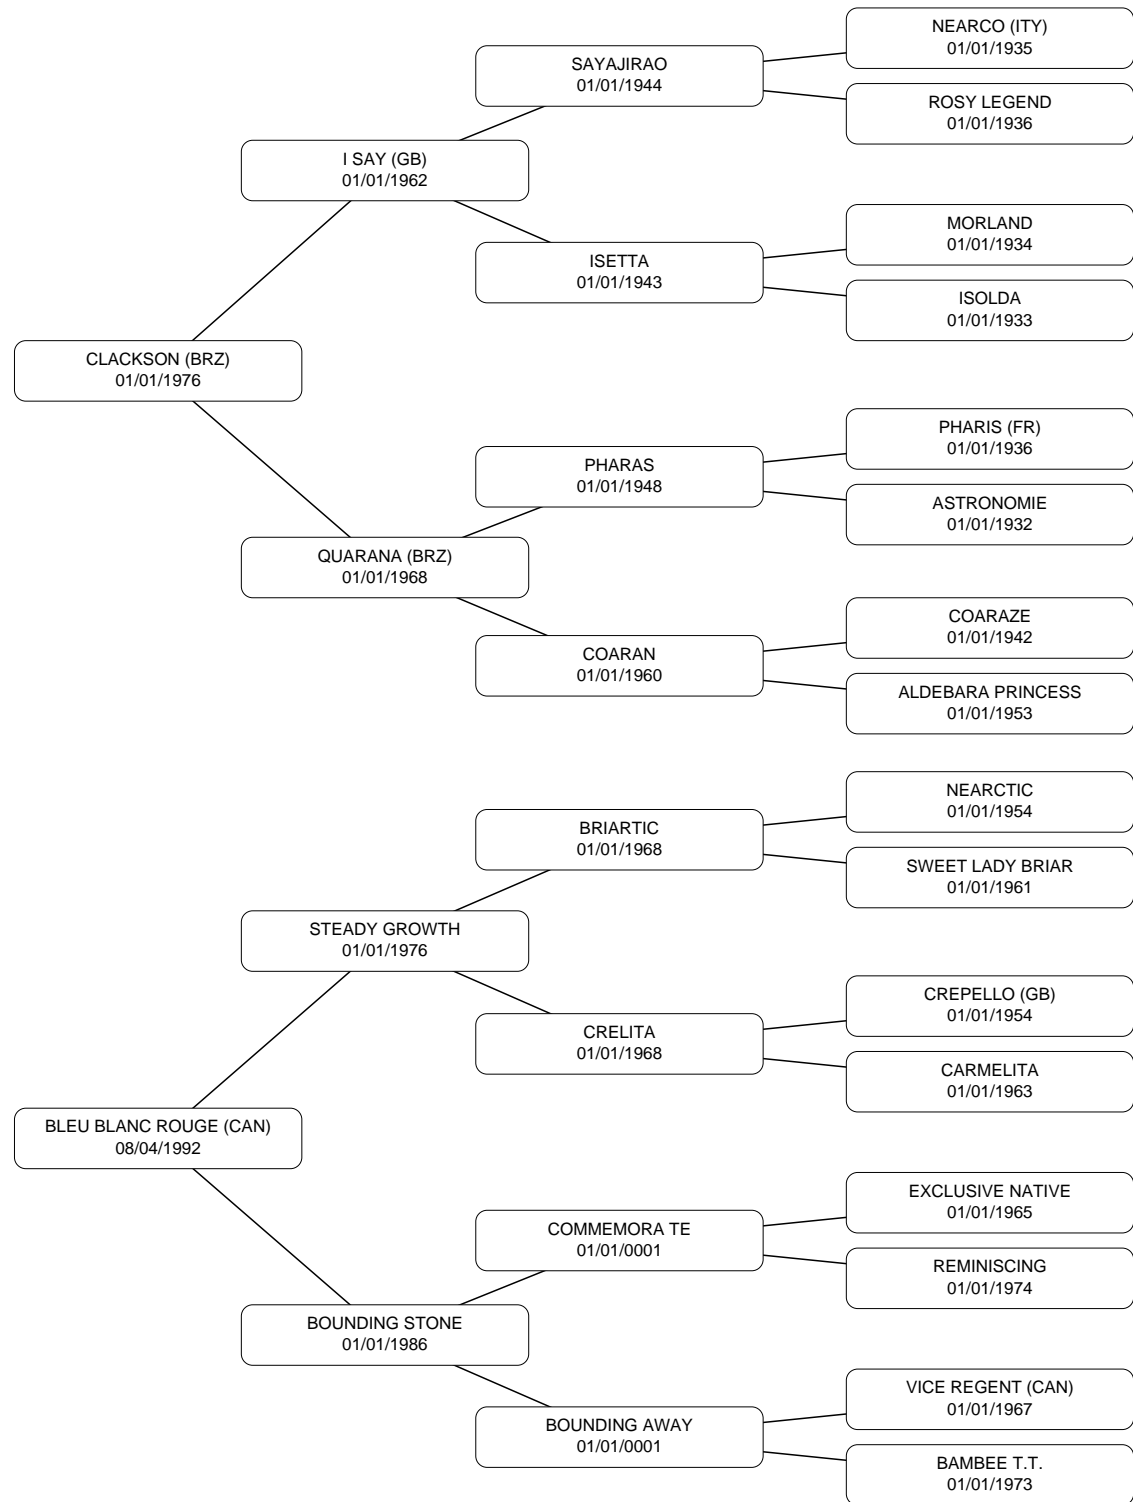 NEARCO (ITY)
01/01/1935
SAYAJIRAO
01/01/1944
ROSY LEGEND
01/01/1936
I SAY (GB)
01/01/1962
MORLAND
01/01/1934
ISETTA
01/01/1943
ISOLDA
01/01/1933
CLACKSON (BRZ)
01/01/1976
PHARIS (FR)
01/01/1936
PHARAS
01/01/1948
ASTRONOMIE
01/01/1932
QUARANA (BRZ)
01/01/1968
COARAZE
01/01/1942
COARAN
01/01/1960
ALDEBARA PRINCESS
01/01/1953
NEARCTIC
01/01/1954
BRIARTIC
01/01/1968
SWEET LADY BRIAR
01/01/1961
STEADY GROWTH
01/01/1976
CREPELLO (GB)
01/01/1954
CRELITA
01/01/1968
CARMELITA
01/01/1963
BLEU BLANC ROUGE (CAN)
08/04/1992
EXCLUSIVE NATIVE
01/01/1965
COMMEMORA TE
01/01/0001
REMINISCING
01/01/1974
BOUNDING STONE
01/01/1986
VICE REGENT (CAN)
01/01/1967
BOUNDING AWAY
01/01/0001
BAMBEE T.T.
01/01/1973